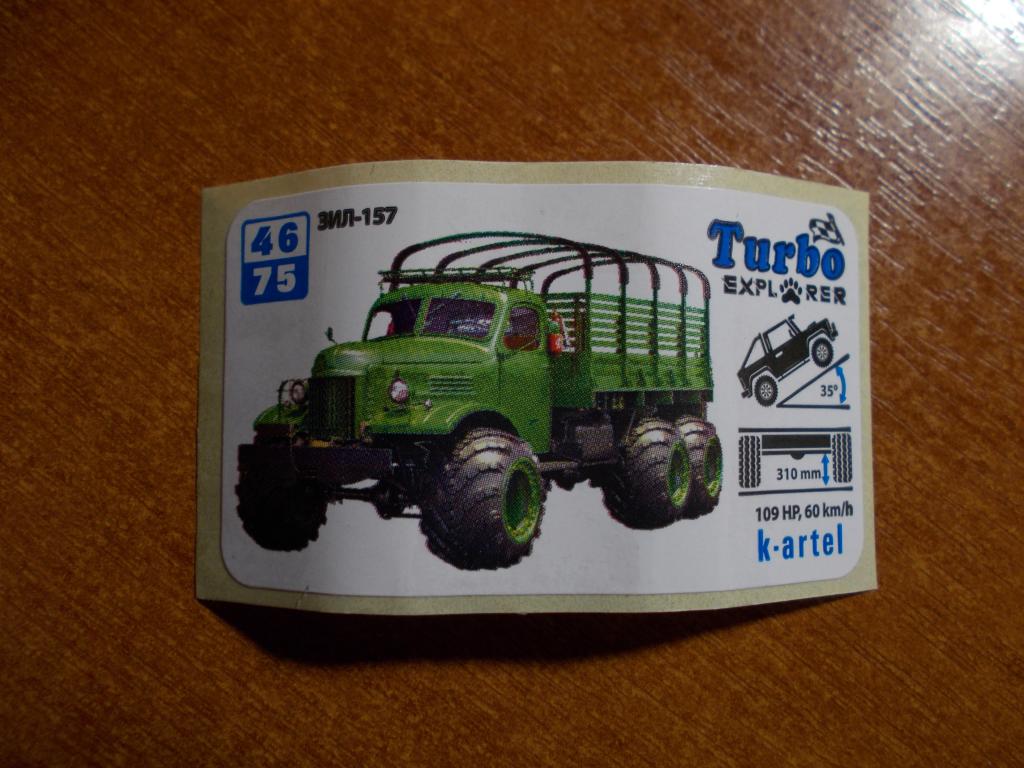 46
75
ЗИЛ-157
Turbo
EXPLORER
35°
310 mm
109 HP, 60 km/h
k-artel